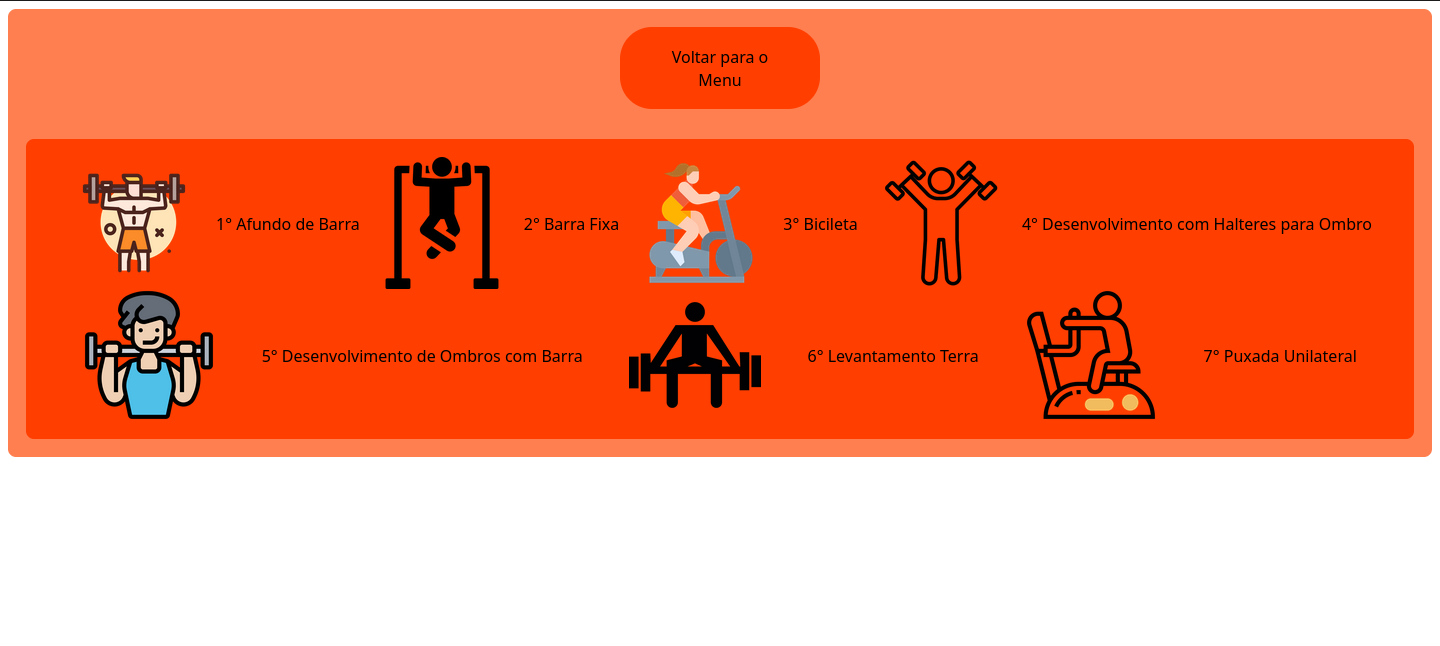 Voltar para o
Menu
1° Afundo de Barra
2° Barra Fixa
3° Bicileta
4° Desenvolvimento com Halteres para Ombro
5° Desenvolvimento de Ombros com Barra
6° Levantamento Terra
7° Puxada Unilateral